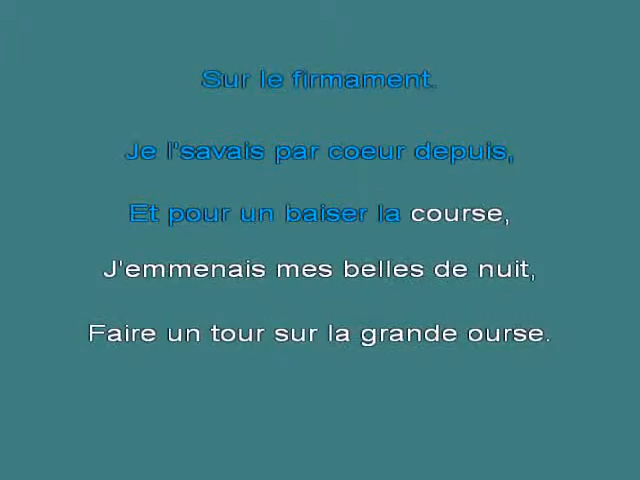 Sur le firmament.
Je l'savais par coeur depuis,
Et pour un baiser la course,
J'emmenais mes belles de nuit,
Faire un tour sur la grande ourse.